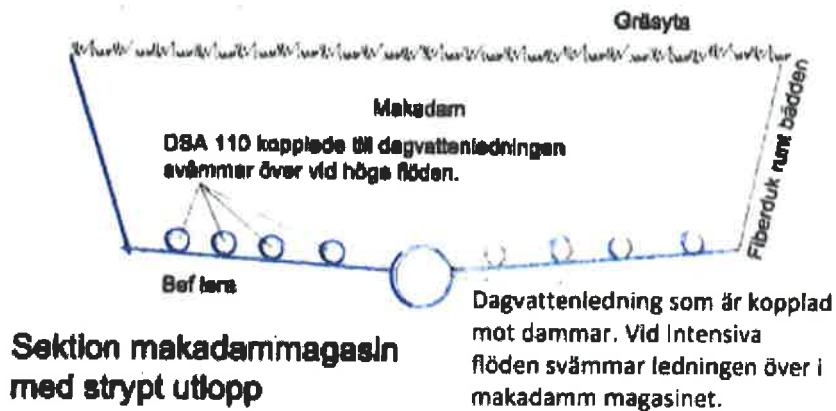 Gräsyta
Makadam
DSA 110 kopplade till dagvattenledningen
svämmar över vid höga flöden.
Fiberduk runt bädden
Bef lera
Dagvattenledning som är kopplad
mot dammar. Vid Intensiva
flöden svämmar ledningen över i
makadamm magasinet.
Sektion makadammagasin
med strypt utlopp